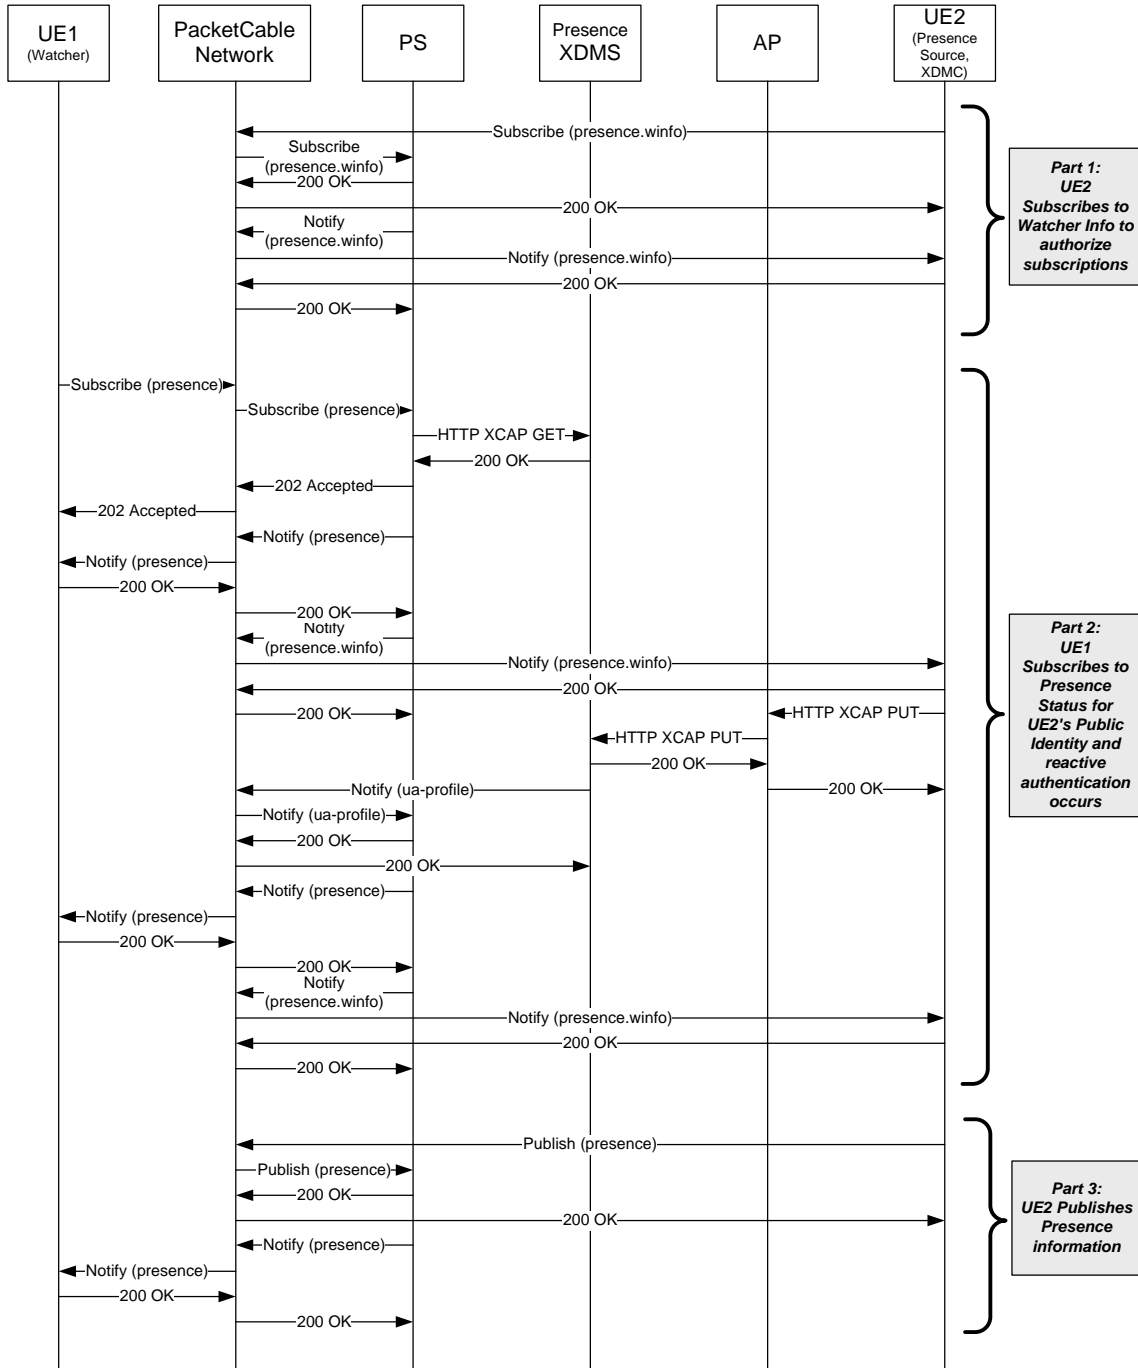 UE1
(Watcher)
PacketCable
Network
PS
Presence
XDMS
AP
UE2
(Presence
Source,
XDMC)
Subscribe (presence.winfo)
Subscribe
(presence.winfo)
200 OK
200 OK
Notify
(presence.winfo)
Notify (presence.winfo)
200 OK
200 OK
Part 1:
UE2
Subscribes to
Watcher Info to
authorize
subscriptions
Subscribe (presence)
Subscribe (presence)
HTTP XCAP GET
200 OK
202 Accepted
202 Accepted
Notify (presence)
Notify (presence)
200 OK
200 OK
Notify
(presence.winfo)
Notify (presence.winfo)
200 OK
200 OK
HTTP XCAP PUT
HTTP XCAP PUT
200 OK
200 OK
Notify (ua-profile)
Notify (ua-profile)
200 OK
200 OK
Notify (presence)
Notify (presence)
200 OK
200 OK
Notify
(presence.winfo)
Notify (presence.winfo)
200 OK
200 OK
Part 2:
UE1
Subscribes to
Presence
Status for
UE2's Public
Identity and
reactive
authentication
occurs
Publish (presence)
Publish (presence)
200 OK
200 OK
Notify (presence)
Notify (presence)
200 OK
200 OK
Part 3:
UE2 Publishes
Presence
information